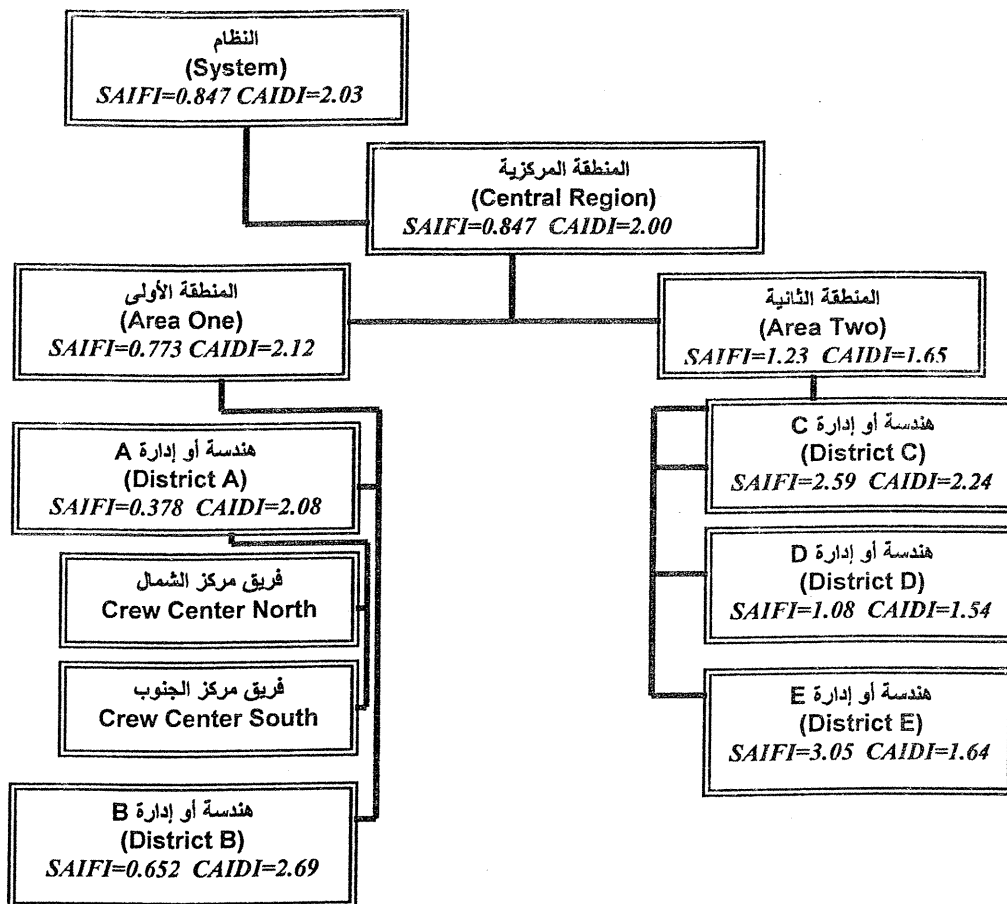 النظام
(System)
SAIFI=0.847 CAIDI=2.03
المنطقة المركزية
(Central Region)
SAIFI=0.847 CAIDI=2.00
المنطقة الأولى
(Area One)
SAIFI=0.773 CAIDI=2.12
المنطقة الثانية
(Area Two)
SAIFI=1.23 CAIDI=1.65
هندسة أو إدارة A
(District A)
SAIFI=0.378 CAIDI=2.08
فريق مركز الشمال
Crew Center North
فريق مركز الجنوب
Crew Center South
هندسة أو إدارة B
(District B)
SAIFI=0.652 CAIDI=2.69
هندسة أو إدارة C
(District C)
SAIFI=2.59 CAIDI=2.24
هندسة أو إدارة D
(District D)
SAIFI=1.08 CAIDI=1.54
هندسة أو إدارة E
(District E)
SAIFI=3.05 CAIDI=1.64